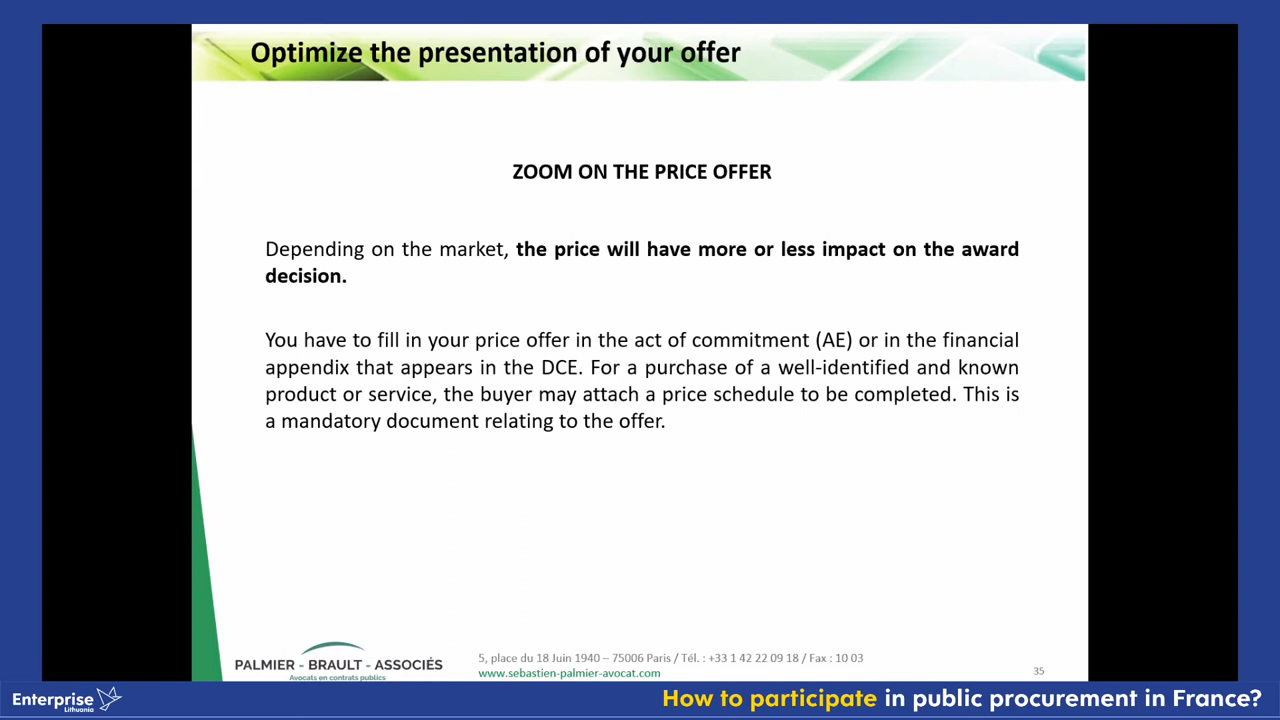 Optimize the presentation of your offer
ZOOM ON THE PRICE OFFER
Depending on the market, the price will have more or less impact on the award
decision.
You have to fill in your price offer in the act of commitment (AE) or in the financial
appendix that appears in the DCE. For a purchase of a well-identified and known
product or service, the buyer may attach a price schedule to be completed. This is
a mandatory document relating to the offer.
PALMIER - BRAULT - ASSOCIÉS
Avocats en contrats publics
5, place du 18 Juin 1940 – 75006 Paris / Tél. : +33 1 42 22 09 18 / Fax : 10 03
www.sebastien-palmier-avocat.com
35
Enterprise
Lithuania
How to participate in public procurement in France?